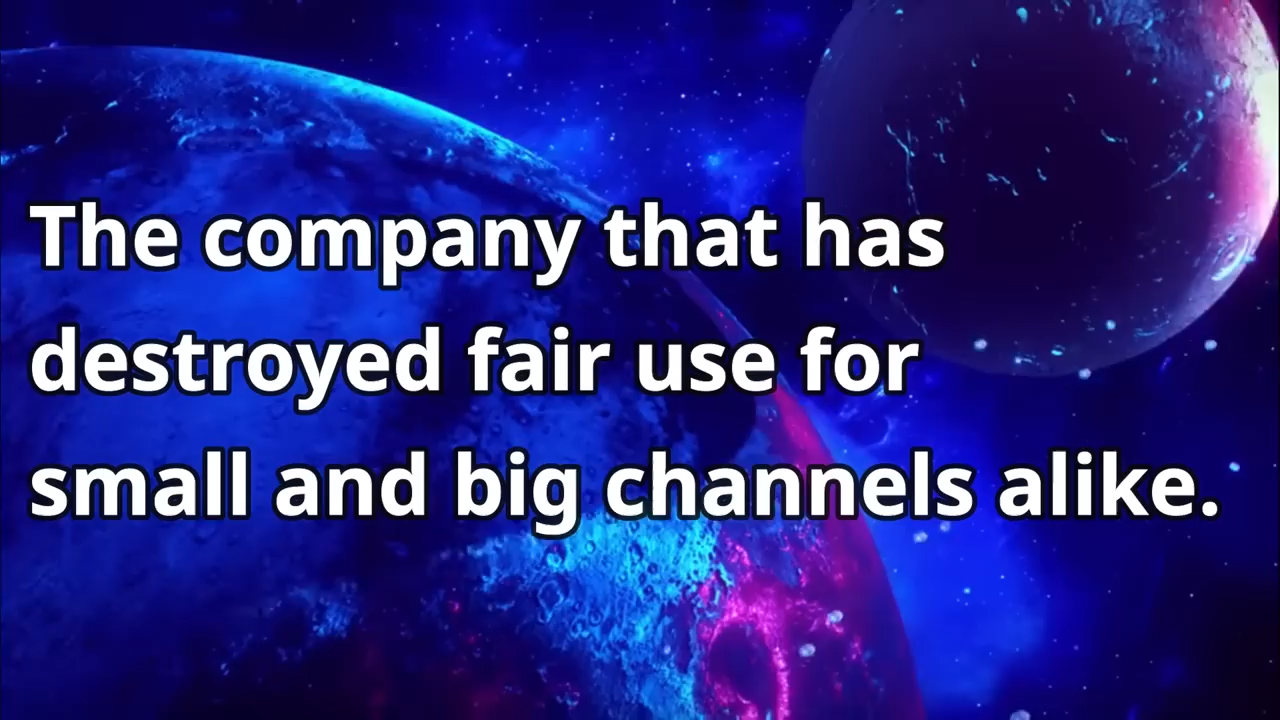 The company that has
destroyed fair use for
small and big channels alike.